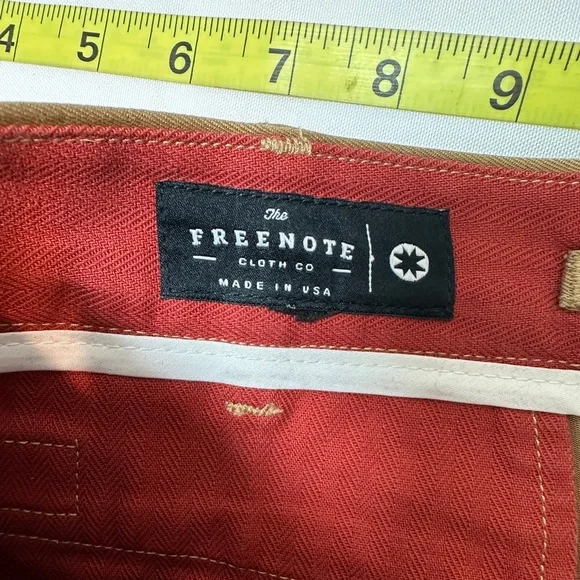 4 5 6 7 8 9
The
FREENOTE
CLOTH CO
MADE IN USA